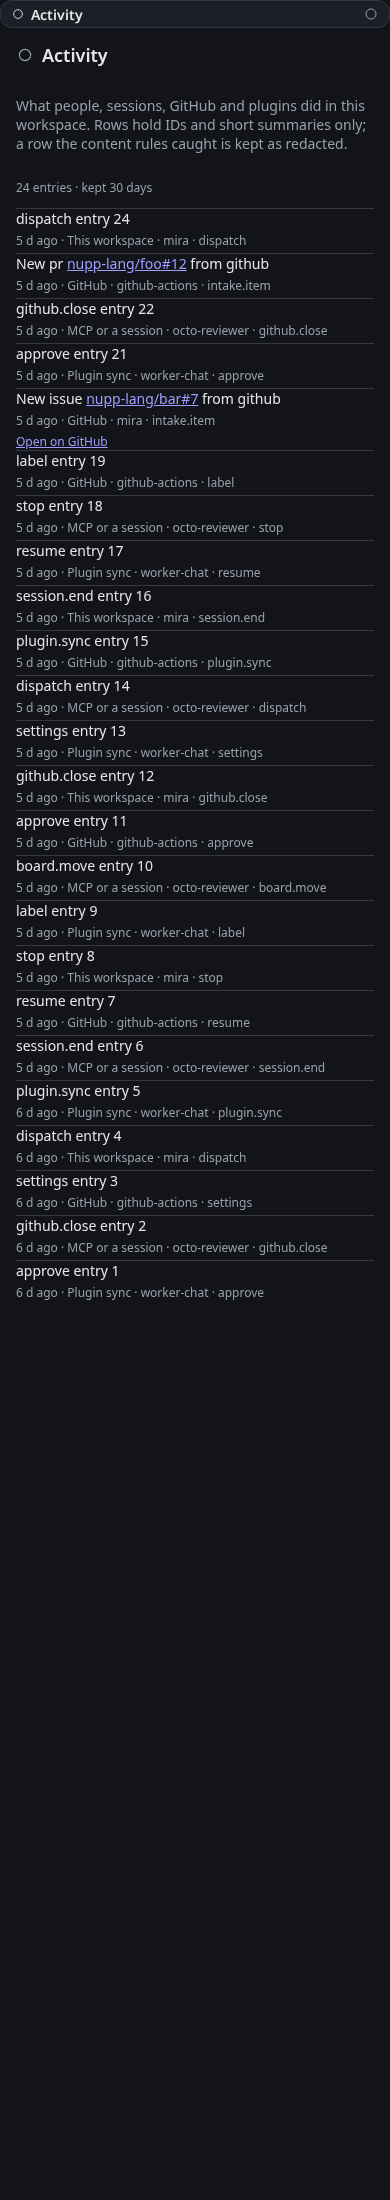 Activity
Activity
What people, sessions, GitHub and plugins did in this
workspace. Rows hold IDs and short summaries only;
a row the content rules caught is kept as redacted.
24 entries · kept 30 days
dispatch entry 24
5 d ago · This workspace · mira · dispatch
New pr nupp-lang/foo#12 from github
5 d ago · GitHub · github-actions · intake.item
github.close entry 22
5 d ago · MCP or a session · octo-reviewer · github.close
approve entry 21
5 d ago · Plugin sync · worker-chat · approve
New issue nupp-lang/bar#7 from github
5 d ago · GitHub · mira · intake.item
Open on GitHub
label entry 19
5 d ago · GitHub · github-actions · label
stop entry 18
5 d ago · MCP or a session · octo-reviewer · stop
resume entry 17
5 d ago · Plugin sync · worker-chat · resume
session.end entry 16
5 d ago · This workspace · mira · session.end
plugin.sync entry 15
5 d ago · GitHub · github-actions · plugin.sync
dispatch entry 14
5 d ago · MCP or a session · octo-reviewer · dispatch
settings entry 13
5 d ago · Plugin sync · worker-chat · settings
github.close entry 12
5 d ago · This workspace · mira · github.close
approve entry 11
5 d ago · GitHub · github-actions · approve
board.move entry 10
5 d ago · MCP or a session · octo-reviewer · board.move
label entry 9
5 d ago · Plugin sync · worker-chat · label
stop entry 8
5 d ago · This workspace · mira · stop
resume entry 7
5 d ago · GitHub · github-actions · resume
session.end entry 6
5 d ago · MCP or a session · octo-reviewer · session.end
plugin.sync entry 5
6 d ago · Plugin sync · worker-chat · plugin.sync
dispatch entry 4
6 d ago · This workspace · mira · dispatch
settings entry 3
6 d ago · GitHub · github-actions · settings
github.close entry 2
6 d ago · MCP or a session · octo-reviewer · github.close
approve entry 1
6 d ago · Plugin sync · worker-chat · approve